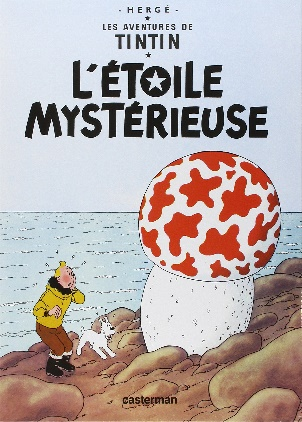 - HERGÉ -
LES AVENTURES DE
TINTIN
L'ÉTOILE
MYSTÉRIEUSE
casterman